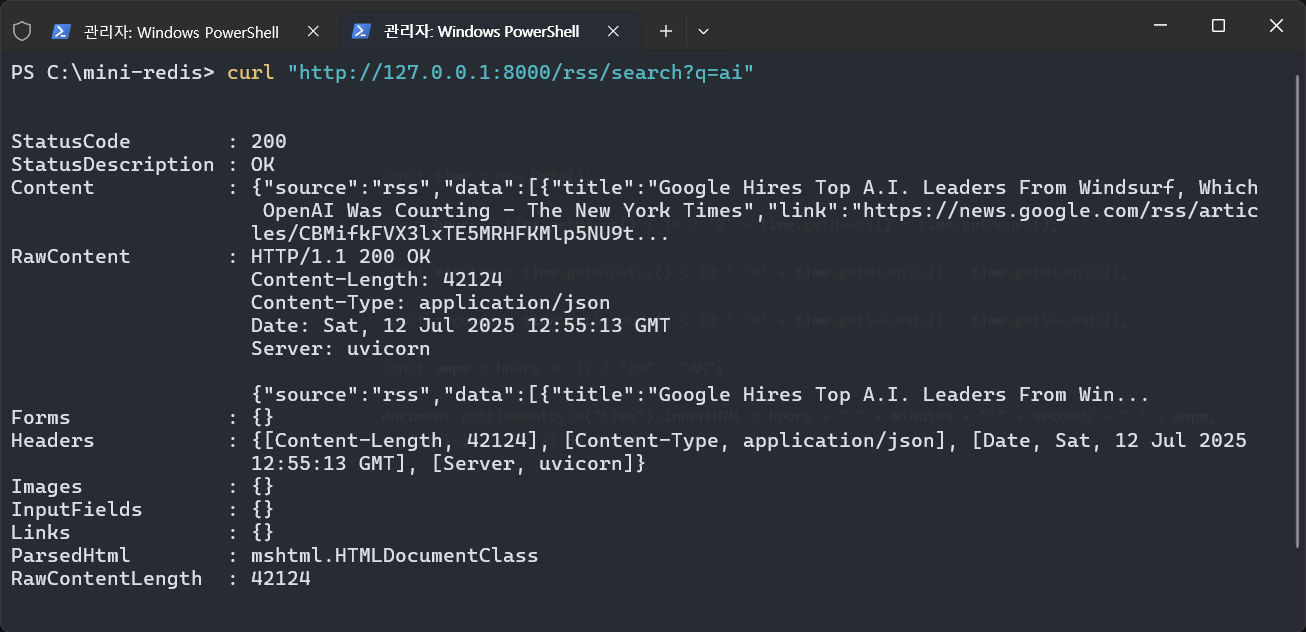 관리자: Windows PowerShell
관리자: Windows PowerShell
PS C:\mini-redis> curl "http://127.0.0.1:8000/rss/search?q=ai"
StatusCode : 200
StatusDescription : OK
Content : {"source":"rss","data":[{"title":"Google Hires Top A.I. Leaders From Windsurf, Which
OpenAI Was Courting - The New York Times","link":"https://news.google.com/rss/artic
les/CBMifkFVX3lxTE5MRHFKMlp5NU9t...
RawContent : HTTP/1.1 200 OK
Content-Length: 42124
Content-Type: application/json
Date: Sat, 12 Jul 2025 12:55:13 GMT
Server: uvicorn
{"source":"rss","data":[{"title":"Google Hires Top A.I. Leaders From Win...
Forms : {}
Headers : {[Content-Length, 42124], [Content-Type, application/json], [Date, Sat, 12 Jul 2025
12:55:13 GMT], [Server, uvicorn]}
Images : {}
InputFields : {}
Links : {}
ParsedHtml : mshtml.HTMLDocumentClass
RawContentLength : 42124